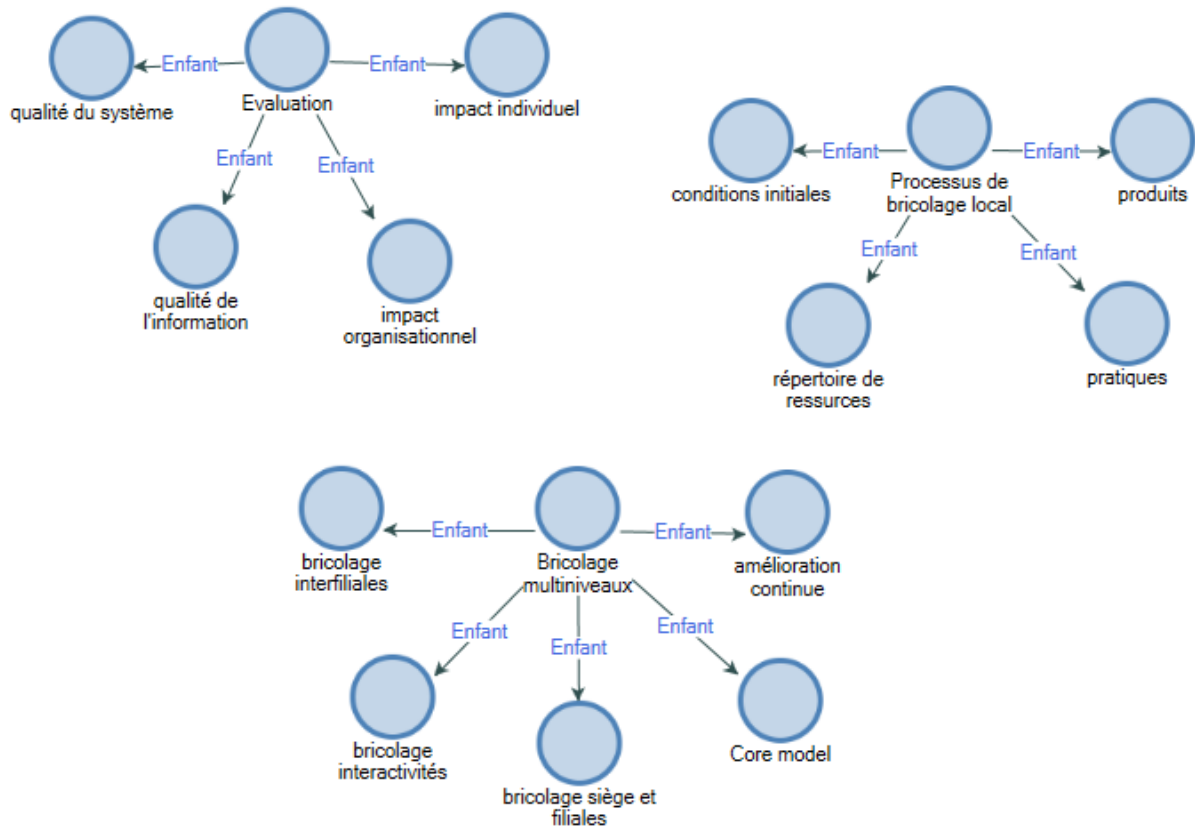 Enfant
Enfant
qualité du système
Evaluation
impact individuel
Enfant
Enfant
qualité de
l'information
impact
organisationnel
Enfant
Enfant
conditions initiales
Processus de
bricolage local
produits
Enfant
Enfant
répertoire de
ressurces
pratiques
Enfant
Enfant
bricolage
interfiliales
Bricolage
multiniveaux
amélioration
continue
Enfant
Enfant
Enfant
bricolage
interactivités
bricolage siège et
filiales
Core model